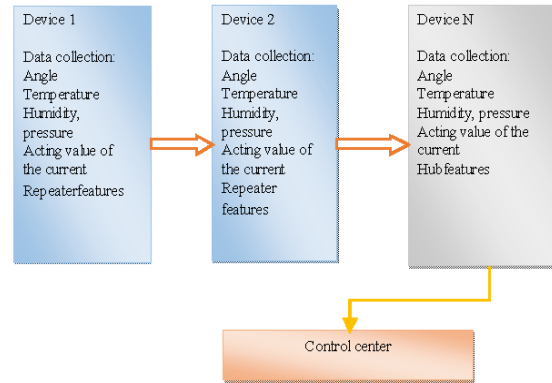 Device 1
Data collection:
Angle
Temperature
Humidity,
pressure
Acting value of
the current
Repeaterfeatures
Device 2
Data collection:
Angle
Temperature
Humidity,
pressure
Acting value of
the current
Repeater
features
Device N
Data collection:
Angle
Temperature
Humidity, pressure
Acting value of the
current
Hubfeatures
Control center